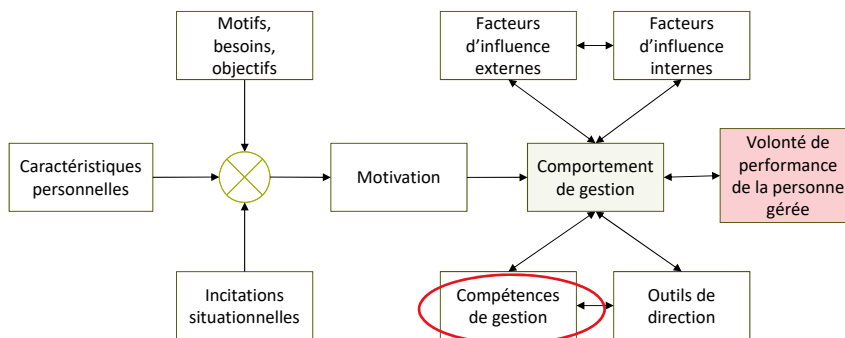 Motifs,
besoins,
objectifs
Facteurs
d'influence
externes
Facteurs
d'influence
internes
Caractéristiques
personnelles
Motivation
Comportement
de gestion
Volonté de
performance
de la personne
gérée
Incitations
situationnelles
Compétences
de gestion
Outils de
direction